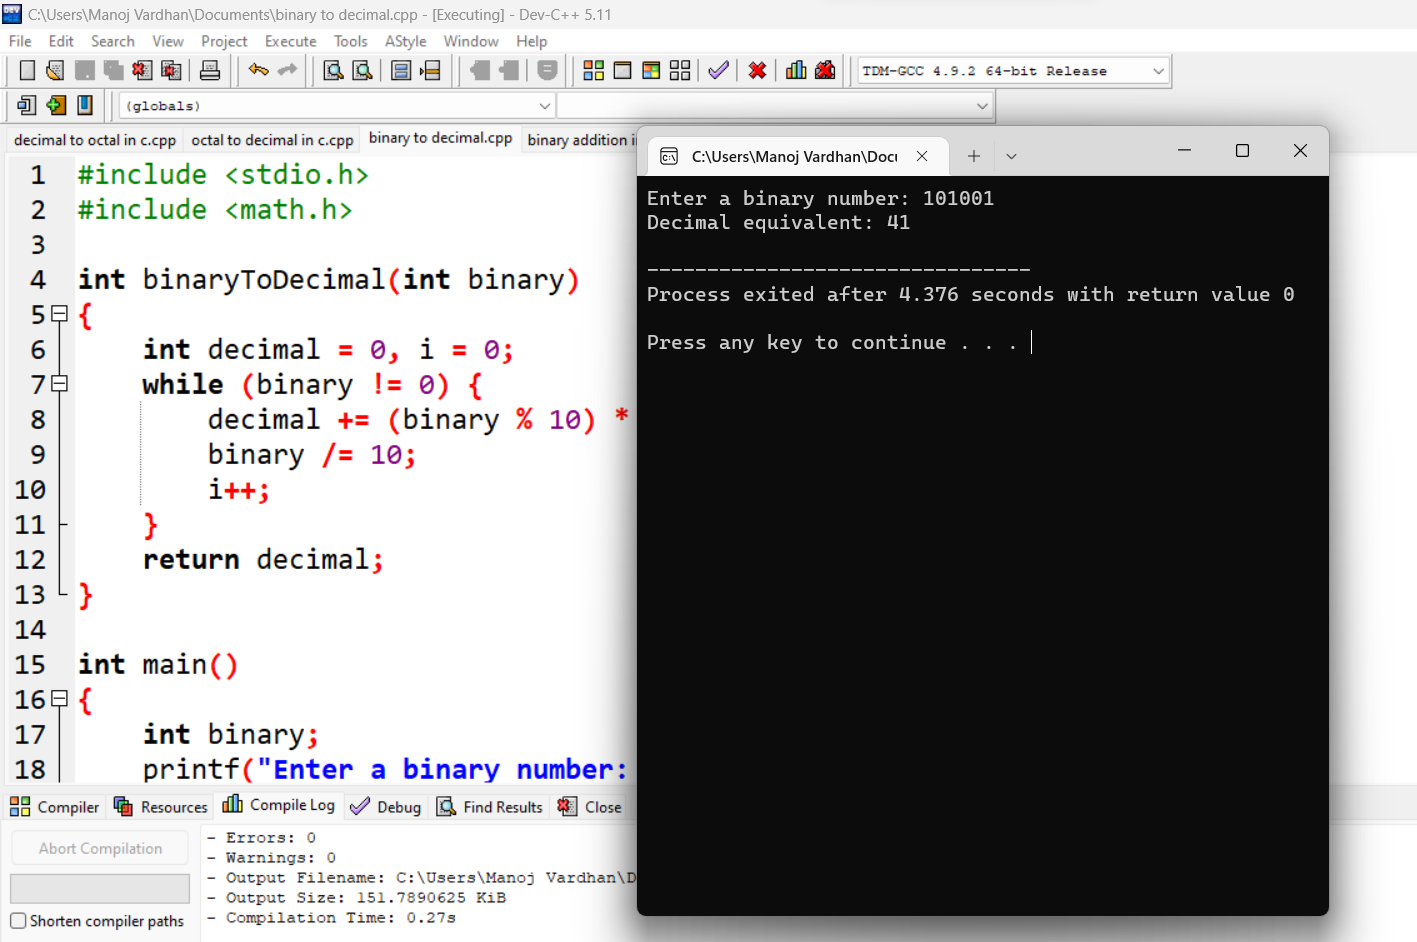 C:\Users\Manoj Vardhan\Documents\binary to decimal.cpp - [Executing] - Dev-C++ 5.11
File Edit Search View Project Execute Tools AStyle Window Help
TDM-GCC 4.9.2 64-bit Release
(globals)
decimal to octal in c.cpp octal to decimal in c.cpp binary to decimal.cpp binary addition i
1 #include <stdio.h>
2 #include <math.h>
3
4 int binaryToDecimal(int binary)
5 {
6 int decimal = 0, i = 0;
7 while (binary != 0) {
8 decimal += (binary % 10) *
9 binary /= 10;
10 i++;
11 }
12 return decimal;
13 }
14
15 int main()
16 {
17 int binary;
18 printf("Enter a binary number:
C:\Users\Manoj Vardhan\Docu
Enter a binary number: 101001
Decimal equivalent: 41
--------------------------------
Process exited after 4.376 seconds with return value 0
Press any key to continue . . .
Compiler Resources Compile Log Debug Find Results Close
Abort Compilation
Shorten compiler paths
- Errors: 0
- Warnings: 0
- Output Filename: C:\Users\Manoj Vardhan\D
- Output Size: 151.7890625 KiB
- Compilation Time: 0.27s